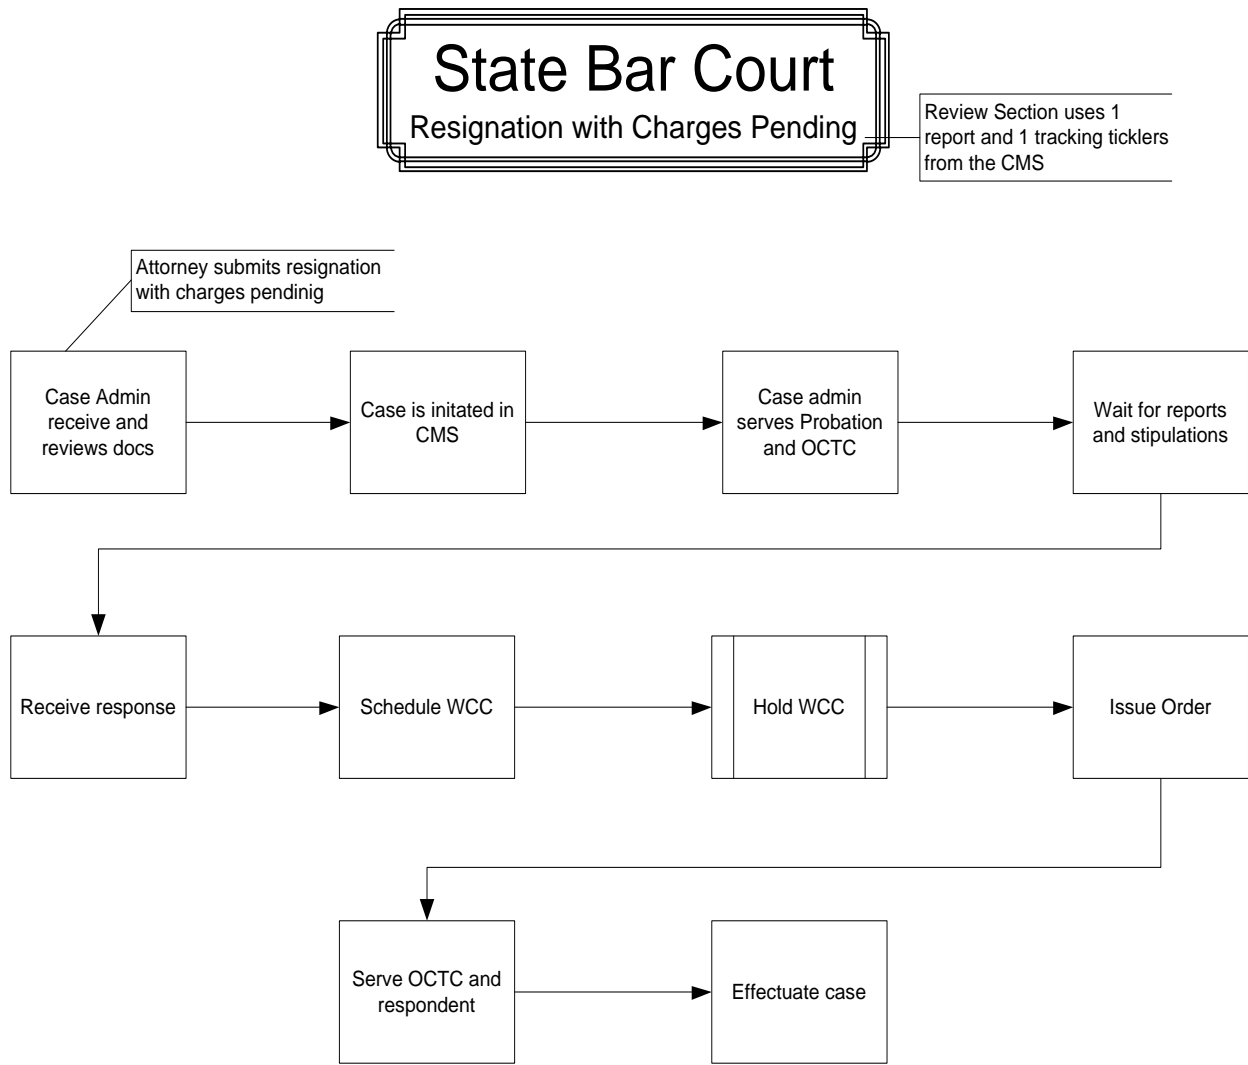 State Bar Court
Resignation with Charges Pending
Review Section uses 1
report and 1 tracking ticklers
from the CMS
Attorney submits resignation
with charges pendinig
Case Admin
receive and
reviews docs
Case is initated in
CMS
Case admin
serves Probation
and OCTC
Wait for reports
and stipulations
Receive response
Schedule WCC
Hold WCC
Issue Order
Serve OCTC and
respondent
Effectuate case